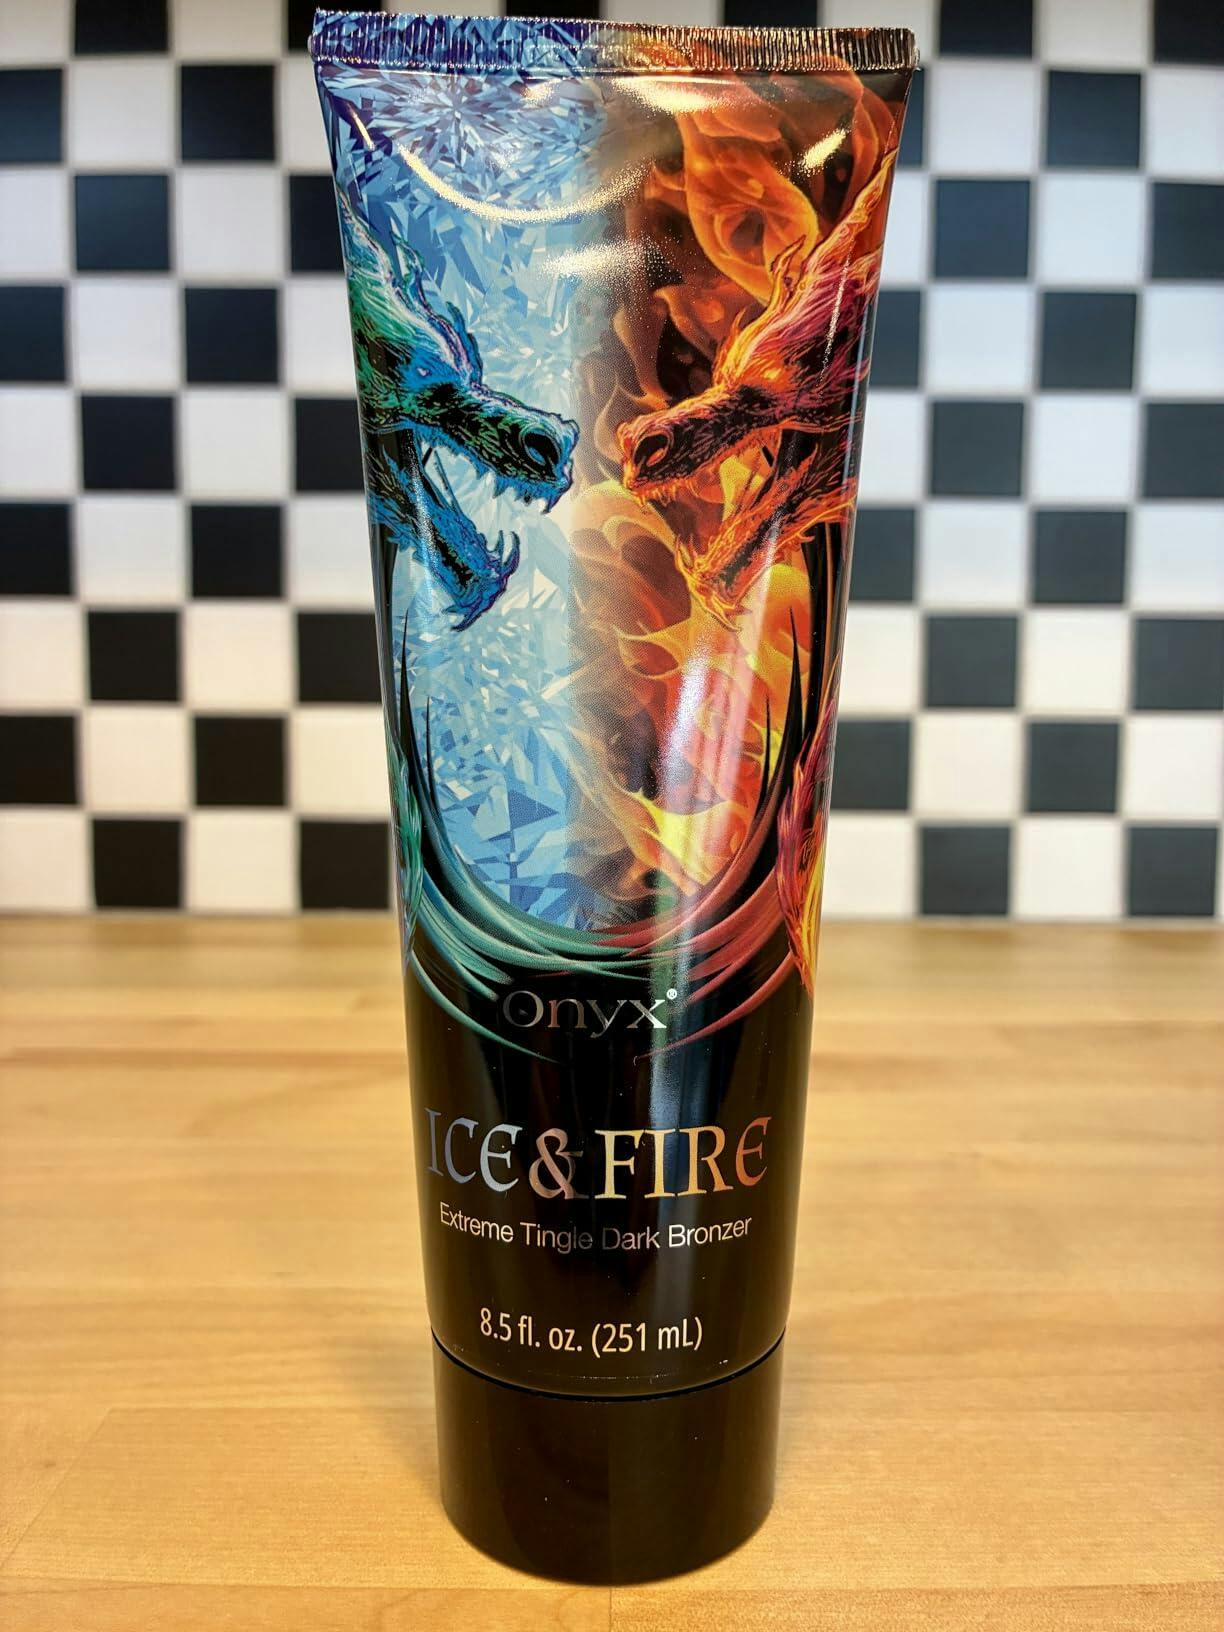 Onyx®
ICE & FIRE
Extreme Tingle Dark Bronzer
8.5 fl. oz. (251 mL)